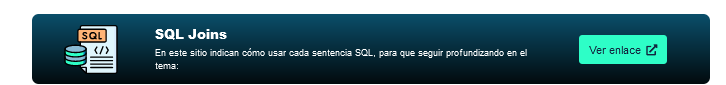 SQL
</>
SQL Joins
En este sitio indican cómo usar cada sentencia SQL, para que seguir profundizando en el
tema:
Ver enlace